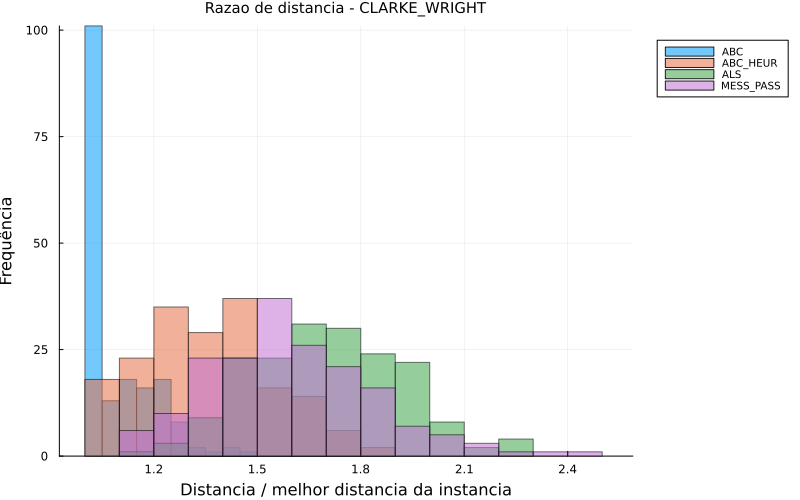 Razao de distancia - CLARKE_WRIGHT
100
75
50
25
0
Frequência
1.2
1.5
1.8
2.1
2.4
Distancia / melhor distancia da instancia
ABC
ABC_HEUR
ALS
MESS_PASS